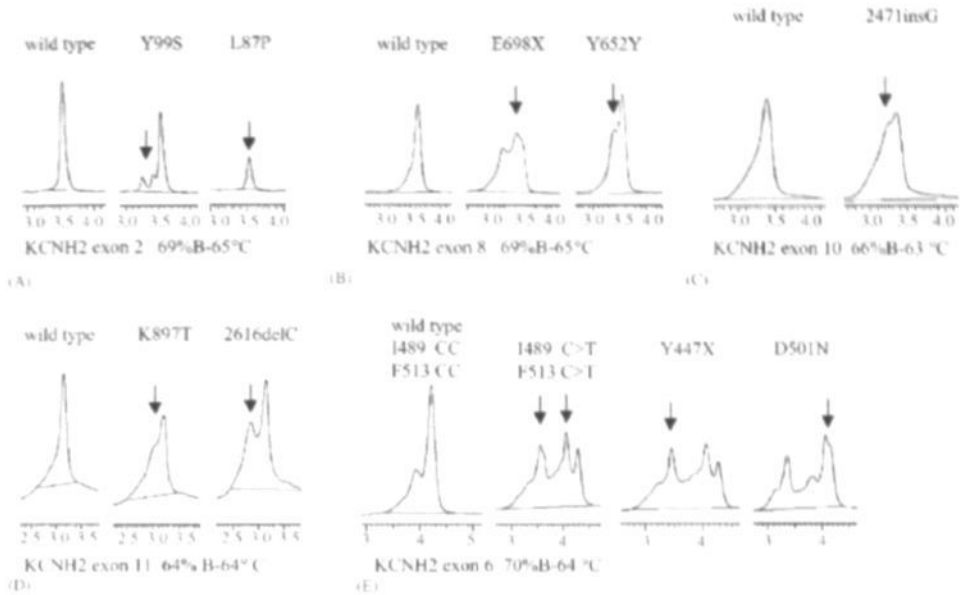 wild type Y99S L87P
3.0 3.5 4.0 3.0 3.5 4.0 3.0 3.5 4.0
KCNH2 exon 2 69%B-65°C
(A)
wild type E698X Y652Y
3.0 3.5 4.0 3.0 3.5 4.0 3.0 3.5 4.0
KCNH2 exon 8 69%B-65°C
(B)
wild type 2471insG
3.0 3.5 4.0 3.0 3.5 4.0
KCNH2 exon 10 66%B-63 °C
(C)
wild type K897T 2616delC
2.5 3.0 3.5 2.5 3.0 3.5 2.5 3.0 3.5
KCNH2 exon 11 64% B-64° C
(D)
wild type
I489 CC I489 C>T Y447X D501N
F513 CC F513 C>T
3 4 5 3 4 3 4 3 4
KCNH2 exon 6 70%B-64 °C
(E)